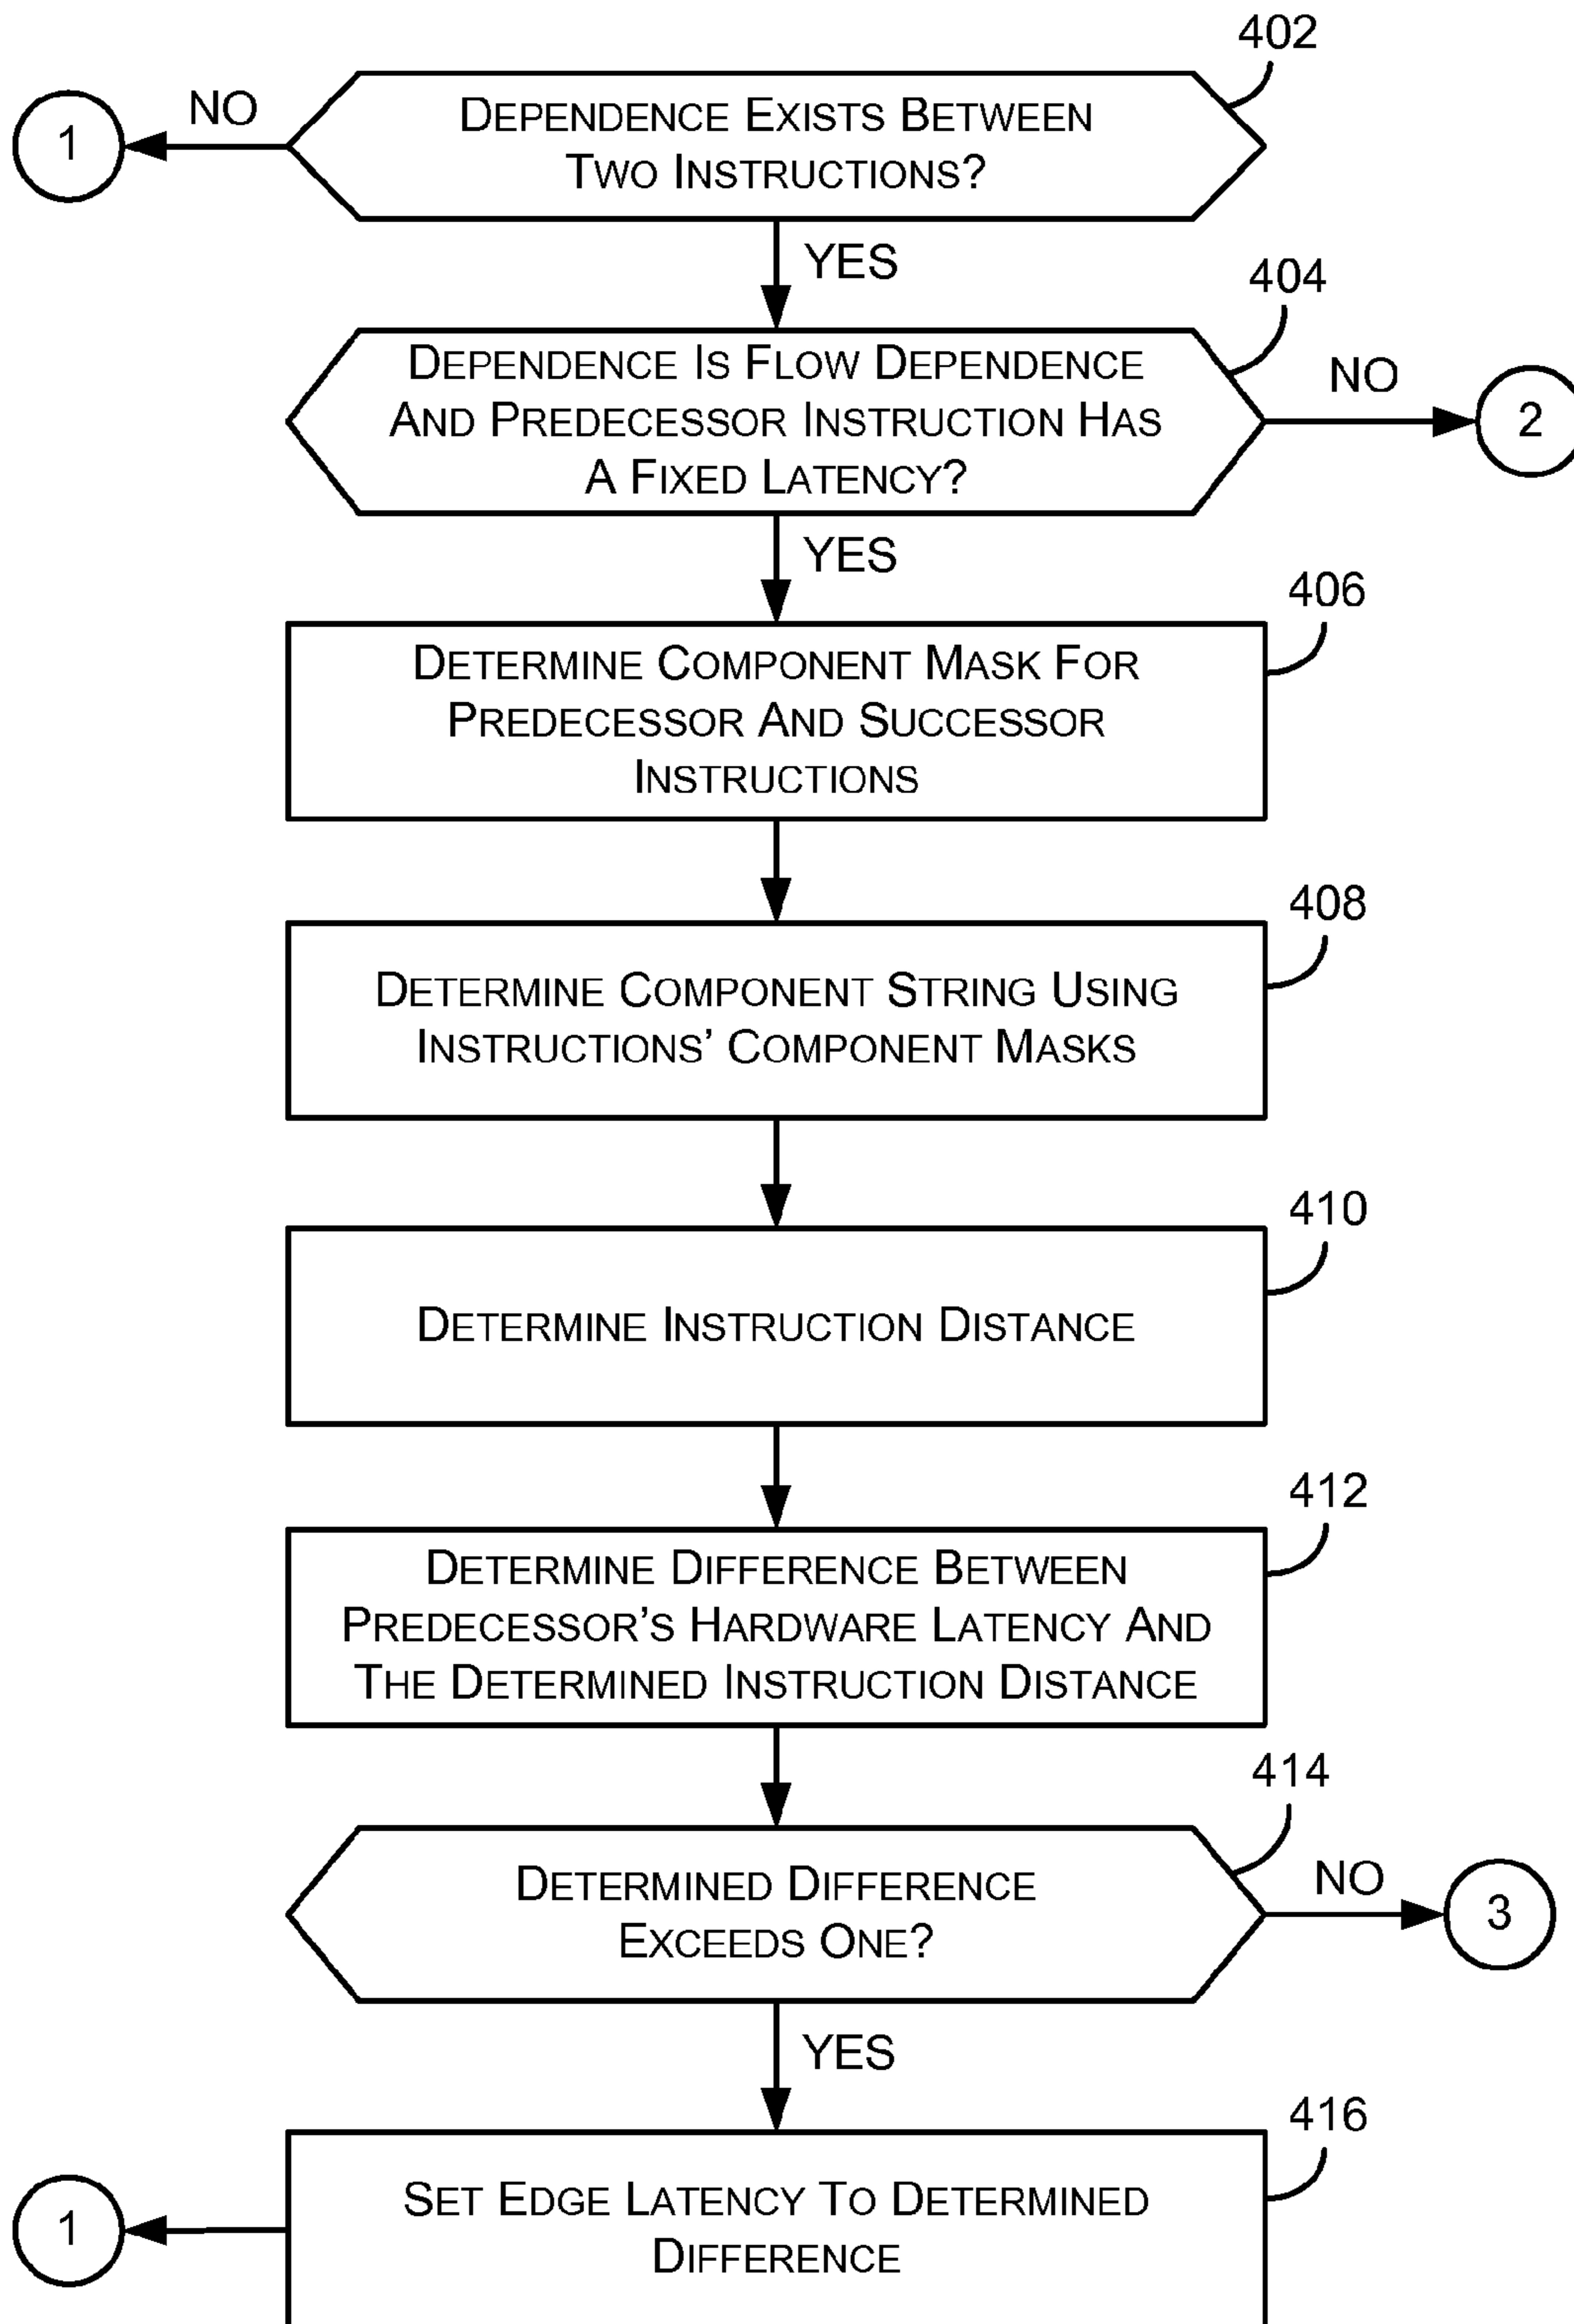 402
DEPENDENCE EXISTS BETWEEN
TWO INSTRUCTIONS?
NO
1
YES
404
DEPENDENCE IS FLOW DEPENDENCE
AND PREDECESSOR INSTRUCTION HAS
A FIXED LATENCY?
NO
2
YES
406
DETERMINE COMPONENT MASK FOR
PREDECESSOR AND SUCCESSOR
INSTRUCTIONS
408
DETERMINE COMPONENT STRING USING
INSTRUCTIONS’ COMPONENT MASKS
410
DETERMINE INSTRUCTION DISTANCE
412
DETERMINE DIFFERENCE BETWEEN
PREDECESSOR’S HARDWARE LATENCY AND
THE DETERMINED INSTRUCTION DISTANCE
414
DETERMINED DIFFERENCE
EXCEEDS ONE?
NO
3
YES
416
SET EDGE LATENCY TO DETERMINED
DIFFERENCE
1